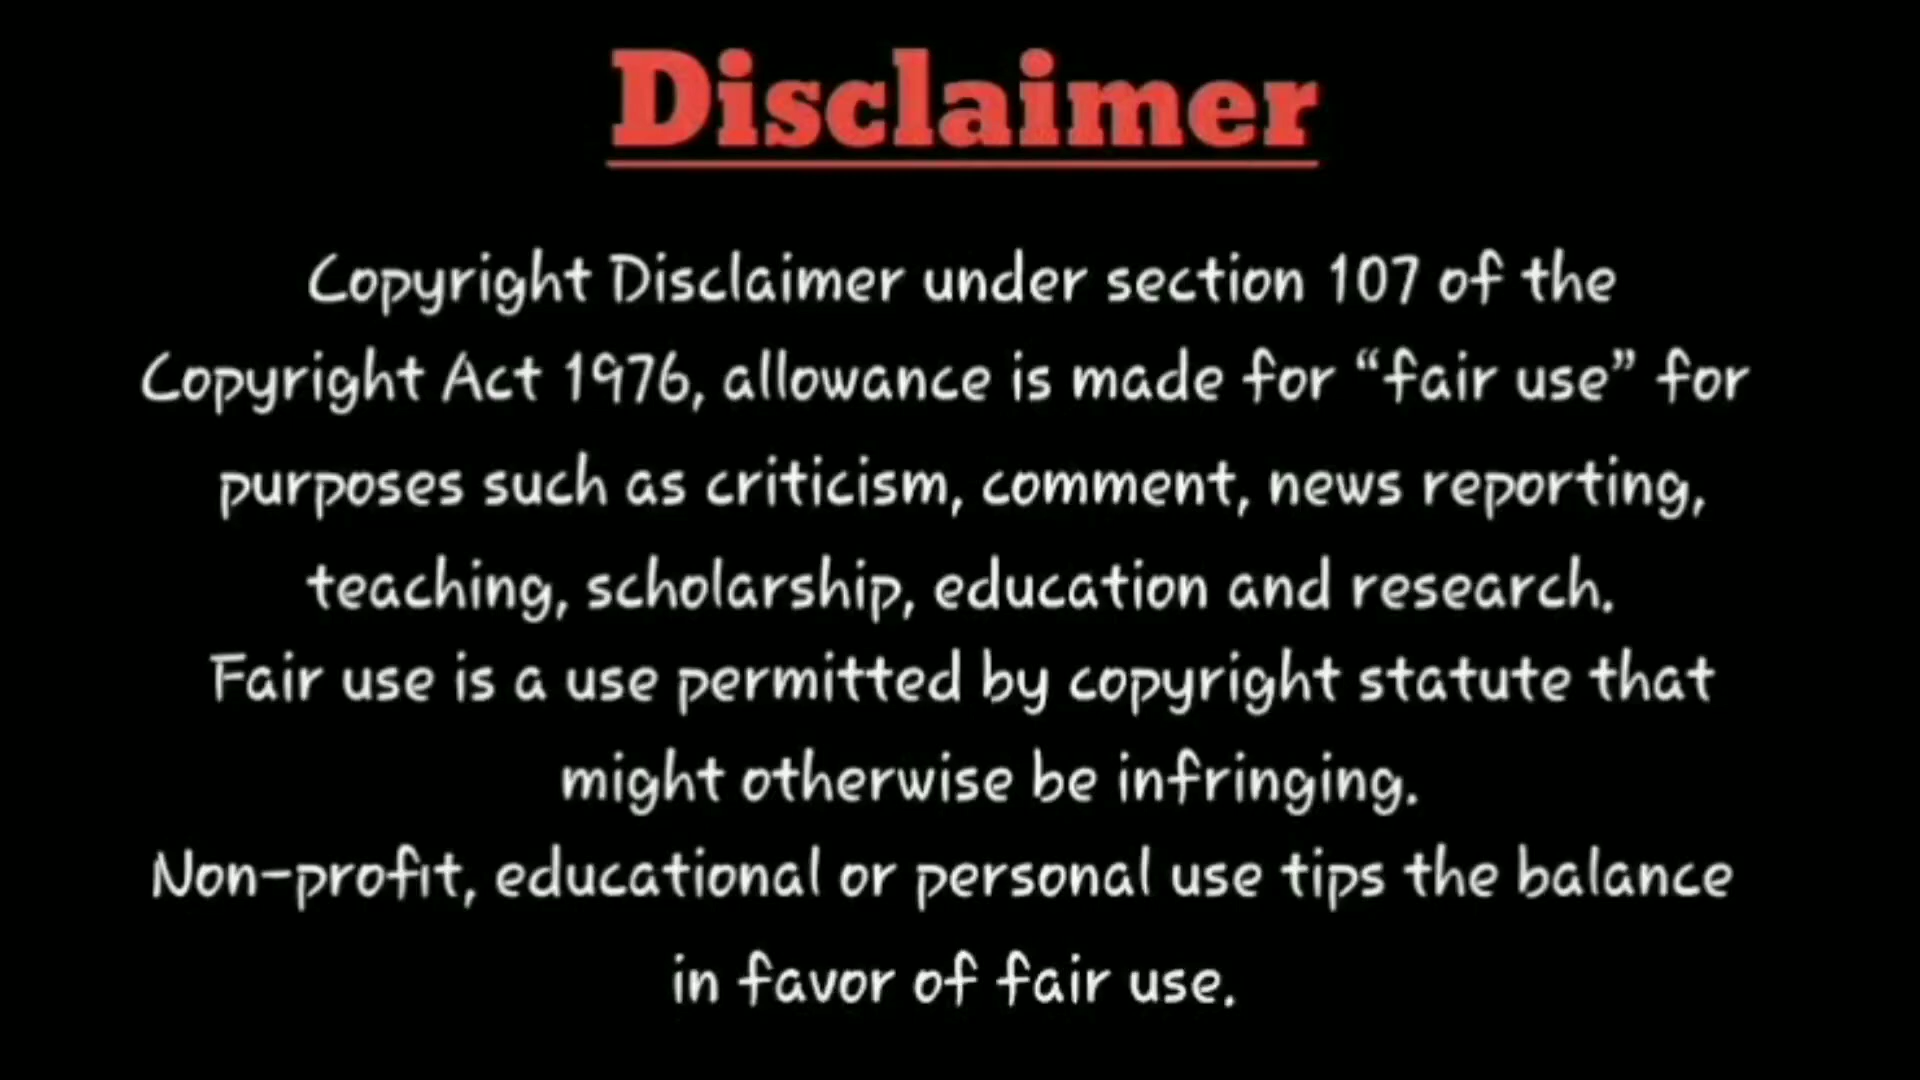 Disclaimer
Copyright Disclaimer under section 107 of the
Copyright Act 1976, allowance is made for “fair use” for
purposes such as criticism, comment, news reporting,
teaching, scholarship, education and research.
Fair use is a use permitted by copyright statute that
might otherwise be infringing.
Non-profit, educational or personal use tips the balance
in favor of fair use.